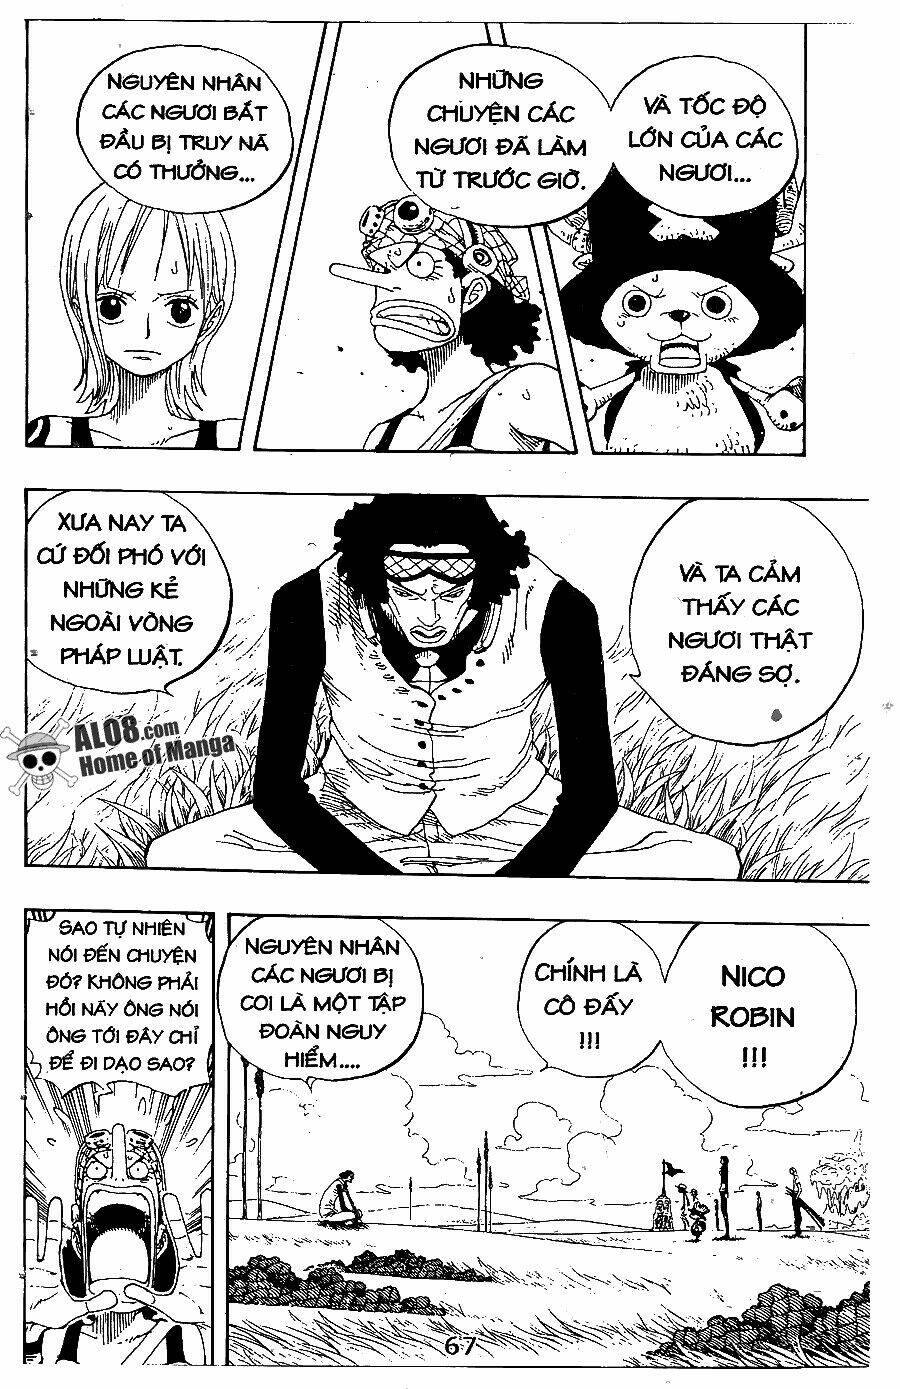 NGUYÊN NHÂN
CÁC NGƯƠI BẮT
ĐẦU BỊ TRUY NÃ
CÓ THƯỞNG...
NHỮNG
CHUYỆN CÁC
NGƯƠI ĐÃ LÀM
TỪ TRƯỚC GIỜ.
VÀ TỐC ĐỘ
LỚN CỦA CÁC
NGƯƠI...
XƯA NAY TA
CỨ ĐỐI PHÓ VỚI
NHỮNG KẺ
NGOÀI VÒNG
PHÁP LUẬT.
VÀ TA CẢM
THẤY CÁC
NGƯƠI THẬT
ĐÁNG SỢ.
ALO8.com
Home of Manga
SAO TỰ NHIÊN
NÓI ĐẾN CHUYỆN
ĐÓ? KHÔNG PHẢI
HỒI NÃY ÔNG NÓI
ÔNG TỚI ĐÂY CHỈ
ĐỂ ĐI DẠO SAO?
NGUYÊN NHÂN
CÁC NGƯƠI BỊ
COI LÀ MỘT TẬP
ĐOÀN NGUY
HIỂM....
CHÍNH LÀ
CÔ ĐẤY
!!!
NICO
ROBIN
!!!
67